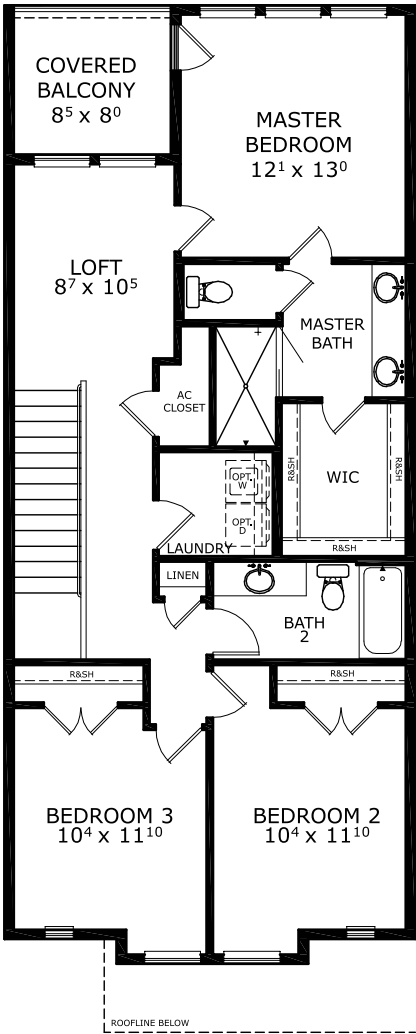 COVERED
BALCONY
8⁵ x 8⁰
MASTER
BEDROOM
12¹ x 13⁰
LOFT
8⁷ x 10⁵
MASTER
BATH
AC
CLOSET
R&SH
WIC
R&SH
R&SH
OPT.
W
OPT.
D
LAUNDRY
LINEN
BATH
2
R&SH
R&SH
BEDROOM 3
10⁴ x 11¹⁰
BEDROOM 2
10⁴ x 11¹⁰
ROOFLINE BELOW